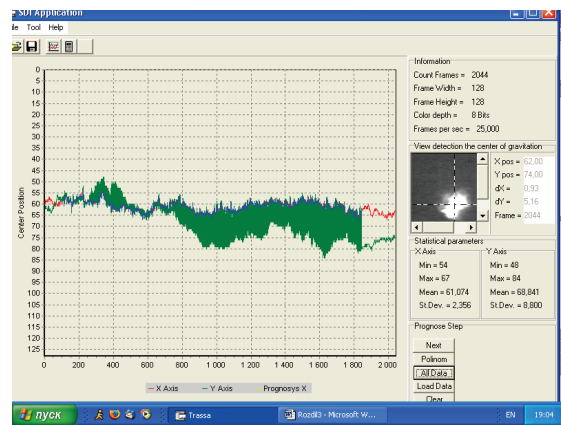 SDI Application
ile Tool Help
0
5
10
15
20
25
30
35
40
45
50
55
60
65
70
75
80
85
90
95
100
105
110
115
120
125
Center Position
0 200 400 600 800 1 000 1 200 1 400 1 600 1 800 2 000
X Axis Y Axis Prognosys X
Information
Count Frames = 2044
Frame Width = 128
Frame Height = 128
Color depth = 8 Bits
Frames per sec = 25,000
View detection the center of gravitation
X pos = 62,00
Y pos = 74,00
dX = 0,93
dY = 5,16
Frame = 2044
Statistical parameters
X Axis
Min = 54
Max = 67
Mean = 61,074
St.Dev. = 2,356
Y Axis
Min = 48
Max = 84
Mean = 68,841
St.Dev. = 8,800
Prognose Step
Next
Polinom
All Data
Load Data
Clear
пуск
Trassa
Rozdil3 - Microsoft W...
EN 19:04